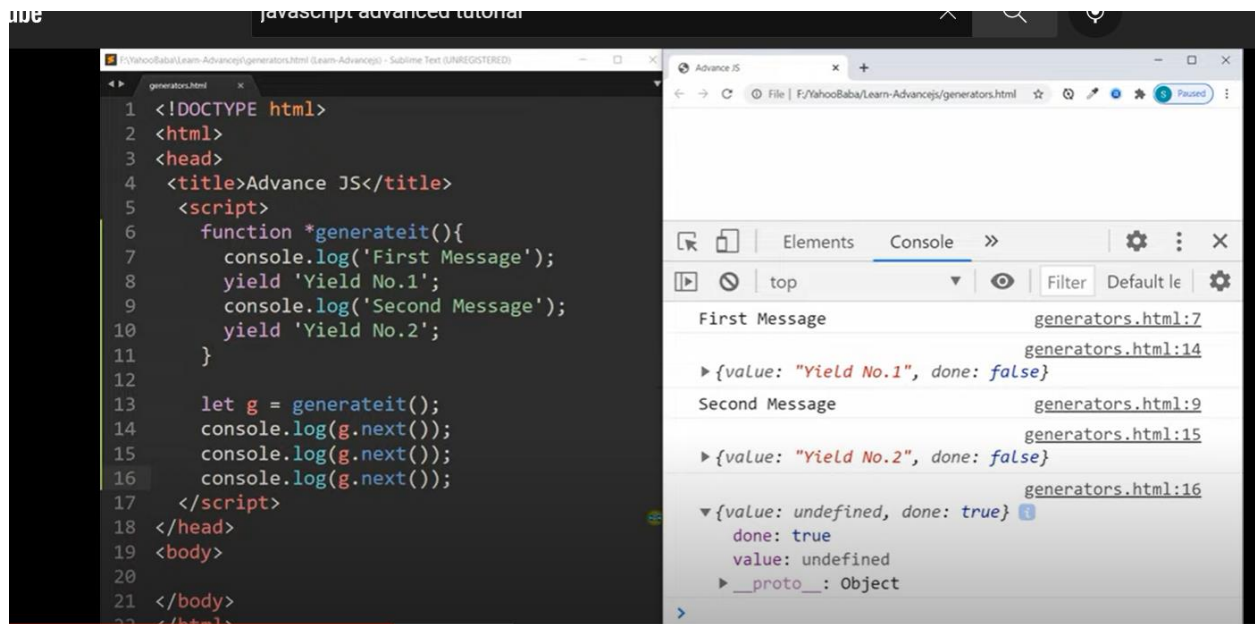 ube
javascript advanced tutorial
F:\YahooBaba\Learn-Advancejs\generators.html (Learn-Advancejs) - Sublime Text (UNREGISTERED)
generators.html
1 <!DOCTYPE html>
2 <html>
3 <head>
4 <title>Advance JS</title>
5 <script>
6 function *generateit(){
7 console.log('First Message');
8 yield 'Yield No.1';
9 console.log('Second Message');
10 yield 'Yield No.2';
11 }
12
13 let g = generateit();
14 console.log(g.next());
15 console.log(g.next());
16 console.log(g.next());
17 </script>
18 </head>
19 <body>
20
21 </body>
22 </html>
Advance JS
File | F:/YahooBaba/Learn-Advancejs/generators.html
S Paused
Elements Console »
top Filter Default le
First Message generators.html:7
generators.html:14
{value: "Yield No.1", done: false}
Second Message generators.html:9
generators.html:15
{value: "Yield No.2", done: false}
generators.html:16
{value: undefined, done: true} i
done: true
value: undefined
__proto__: Object